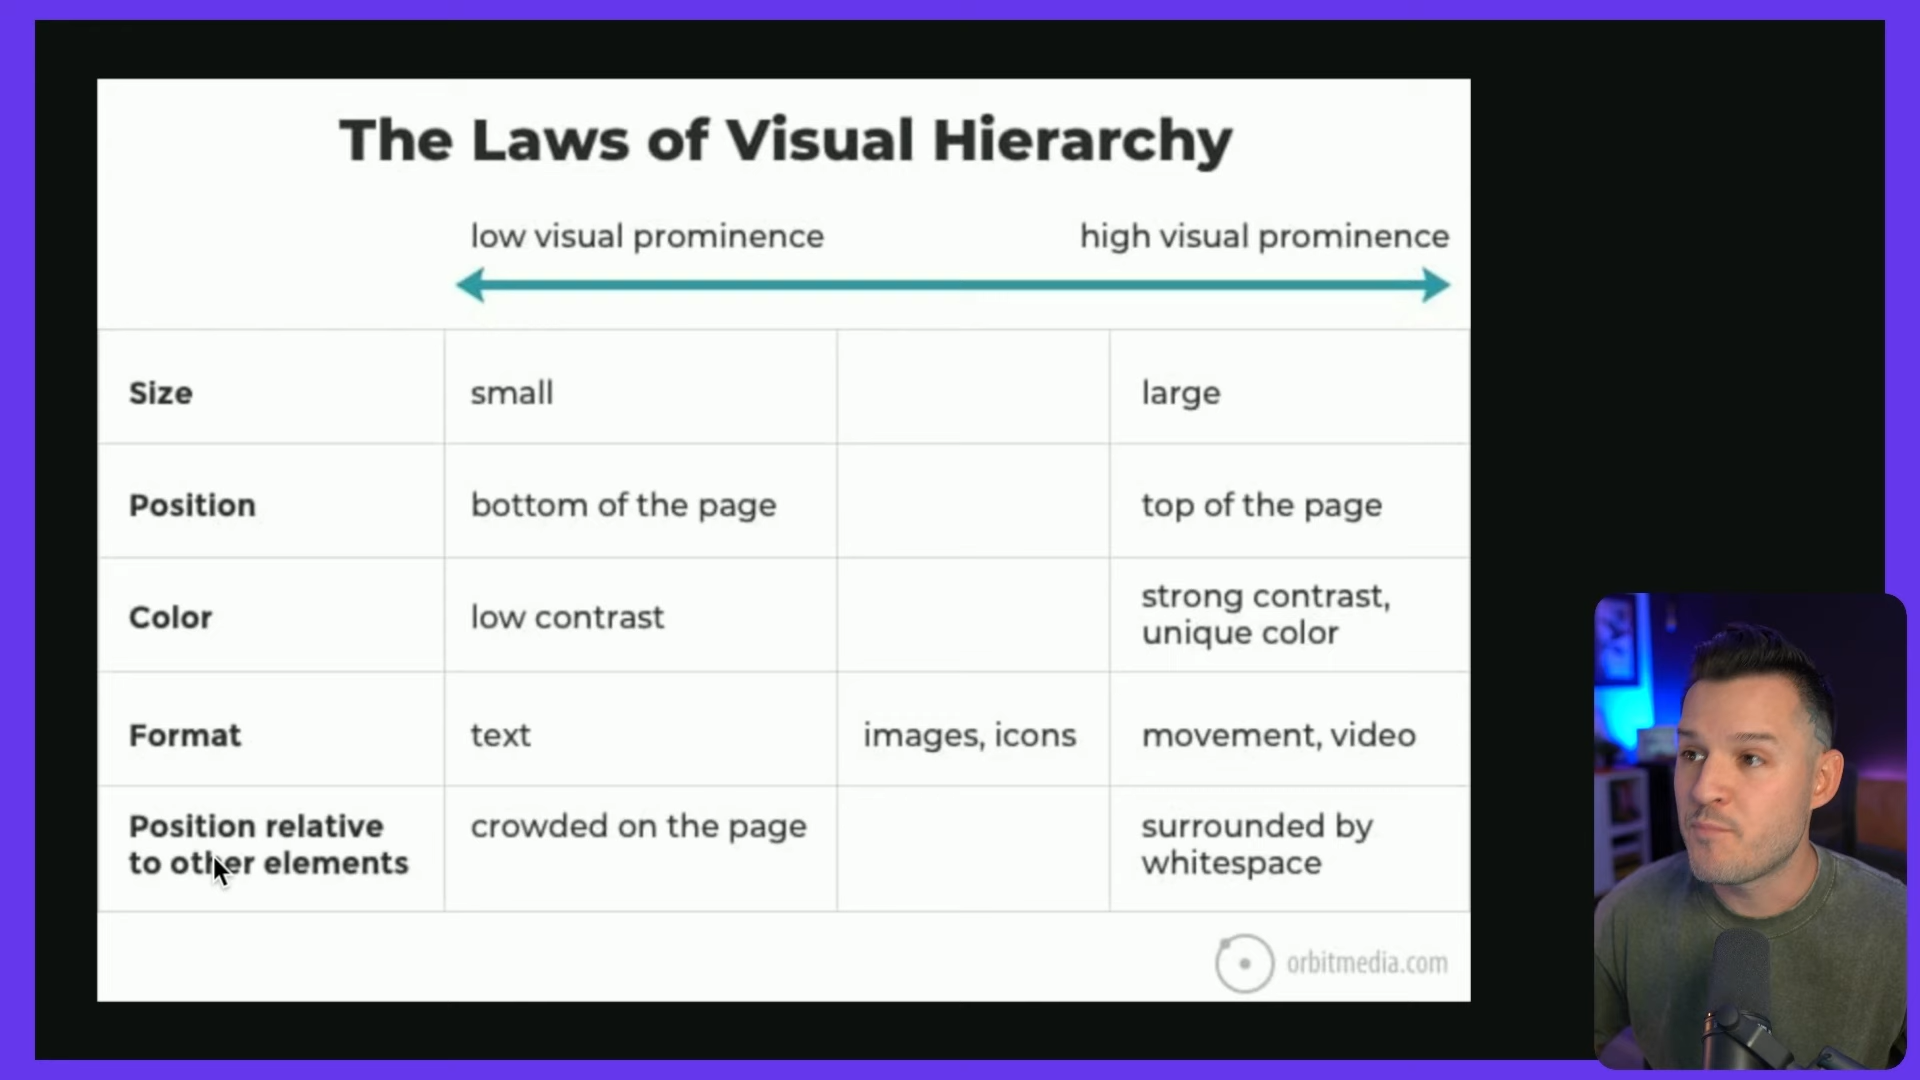 The Laws of Visual Hierarchy
low visual prominence high visual prominence
Size small large
Position bottom of the page top of the page
Color low contrast strong contrast,
unique color
Format text images, icons movement, video
Position relative crowded on the page surrounded by
to other elements whitespace
orbitmedia.com